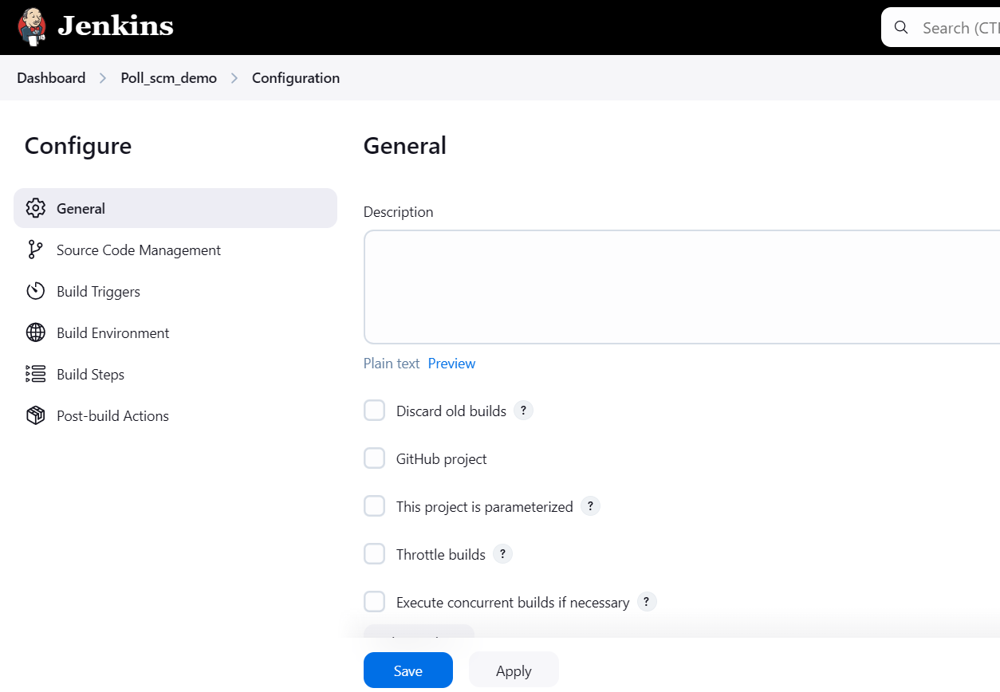 Jenkins
Search (CT
Dashboard > Poll_scm_demo > Configuration
Configure
General
Source Code Management
Build Triggers
Build Environment
Build Steps
Post-build Actions
General
Description
Plain text Preview
Discard old builds ?
GitHub project
This project is parameterized ?
Throttle builds ?
Execute concurrent builds if necessary ?
Save Apply